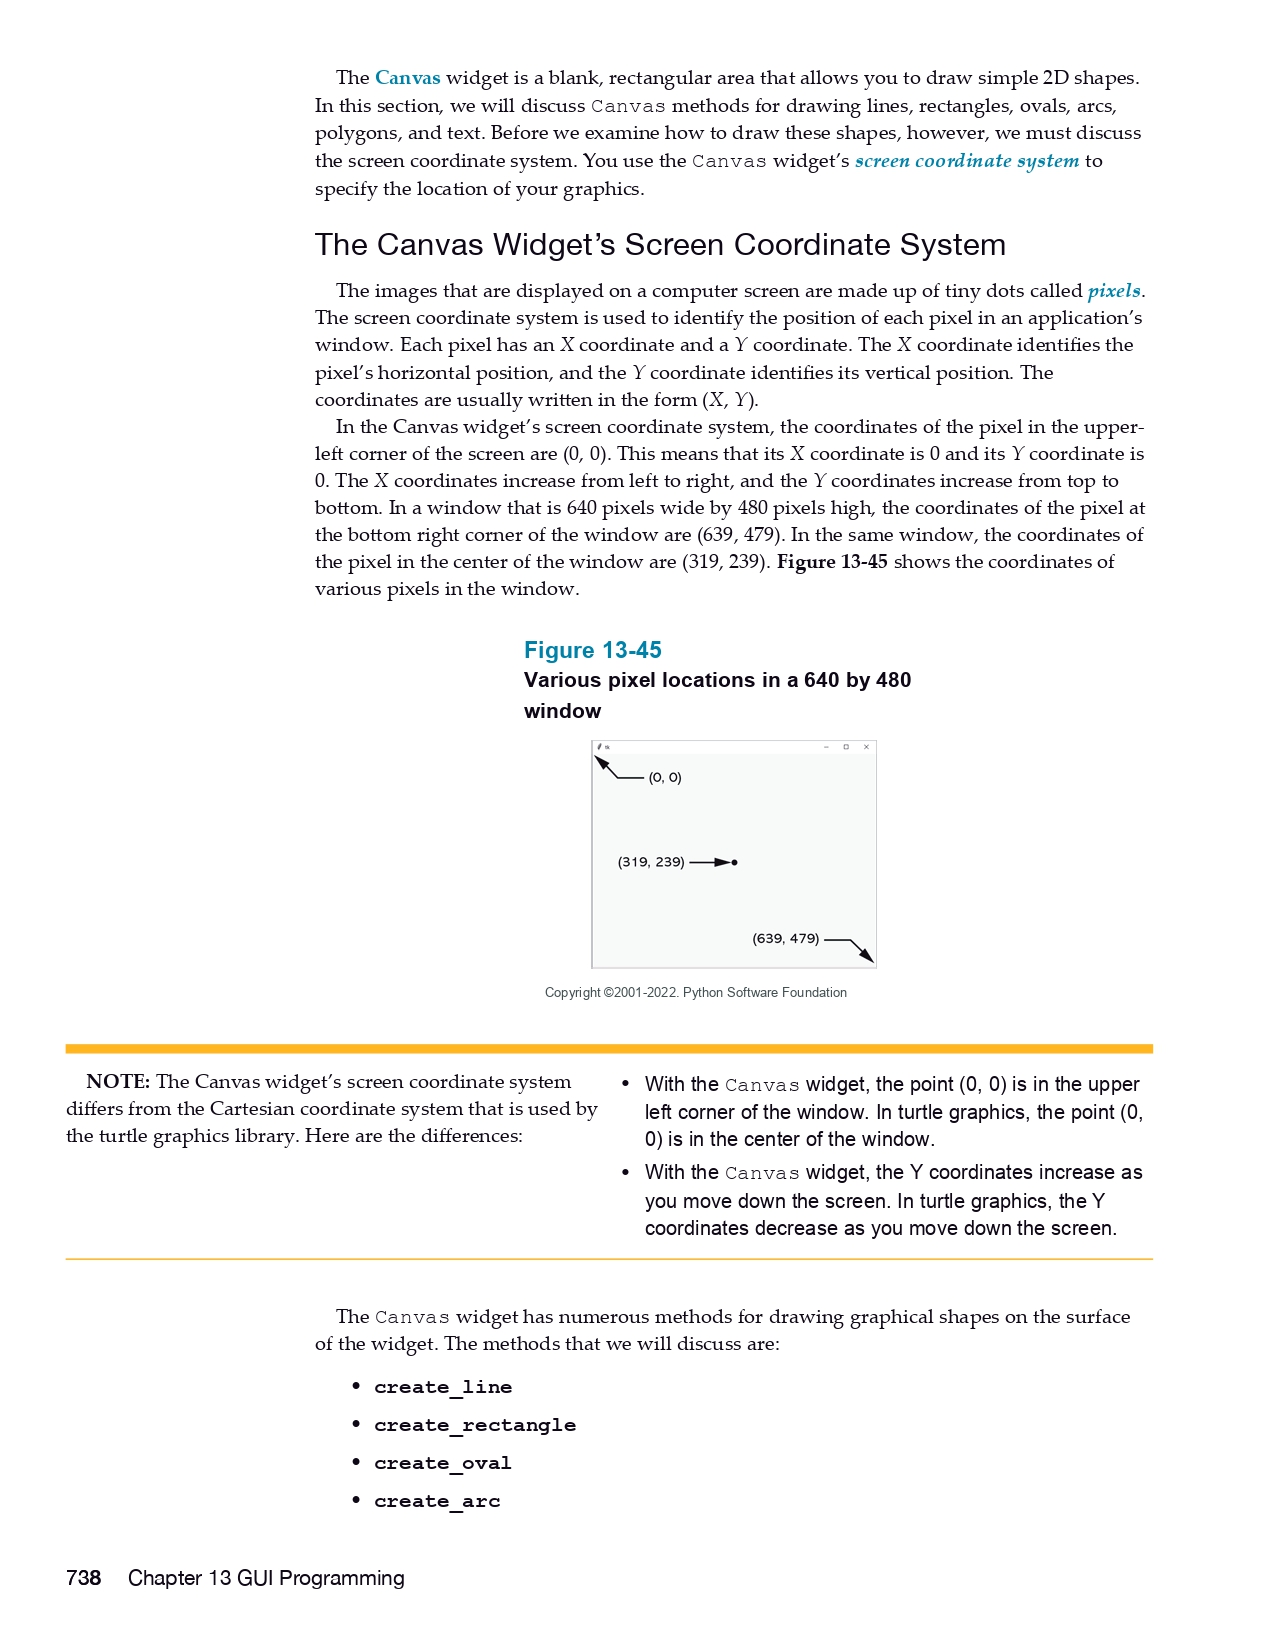 The Canvas widget is a blank, rectangular area that allows you to draw simple 2D shapes.
In this section, we will discuss Canvas methods for drawing lines, rectangles, ovals, arcs,
polygons, and text. Before we examine how to draw these shapes, however, we must discuss
the screen coordinate system. You use the Canvas widget’s screen coordinate system to
specify the location of your graphics.
The Canvas Widget’s Screen Coordinate System
The images that are displayed on a computer screen are made up of tiny dots called pixels.
The screen coordinate system is used to identify the position of each pixel in an application’s
window. Each pixel has an X coordinate and a Y coordinate. The X coordinate identifies the
pixel’s horizontal position, and the Y coordinate identifies its vertical position. The
coordinates are usually written in the form (X, Y).
In the Canvas widget’s screen coordinate system, the coordinates of the pixel in the upper-
left corner of the screen are (0, 0). This means that its X coordinate is 0 and its Y coordinate is
0. The X coordinates increase from left to right, and the Y coordinates increase from top to
bottom. In a window that is 640 pixels wide by 480 pixels high, the coordinates of the pixel at
the bottom right corner of the window are (639, 479). In the same window, the coordinates of
the pixel in the center of the window are (319, 239). Figure 13-45 shows the coordinates of
various pixels in the window.
Figure 13-45
Various pixel locations in a 640 by 480
window
tk
(0, 0)
(319, 239)
(639, 479)
Copyright ©2001-2022. Python Software Foundation
NOTE: The Canvas widget’s screen coordinate system
differs from the Cartesian coordinate system that is used by
the turtle graphics library. Here are the differences:
• With the Canvas widget, the point (0, 0) is in the upper
left corner of the window. In turtle graphics, the point (0,
0) is in the center of the window.
• With the Canvas widget, the Y coordinates increase as
you move down the screen. In turtle graphics, the Y
coordinates decrease as you move down the screen.
The Canvas widget has numerous methods for drawing graphical shapes on the surface
of the widget. The methods that we will discuss are:
• create_line
• create_rectangle
• create_oval
• create_arc
738 Chapter 13 GUI Programming